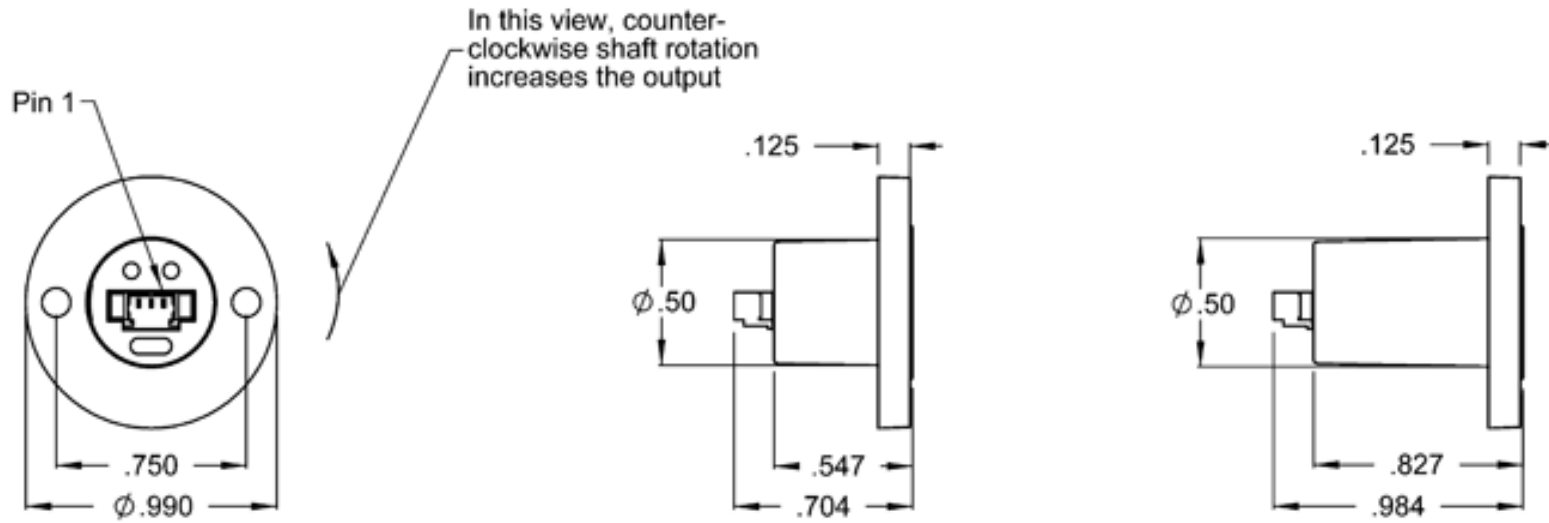 In this view, counter-
clockwise shaft rotation
increases the output
Pin 1
.125
.125
⌀.50
⌀.50
.750
.547
.827
⌀.990
.704
.984